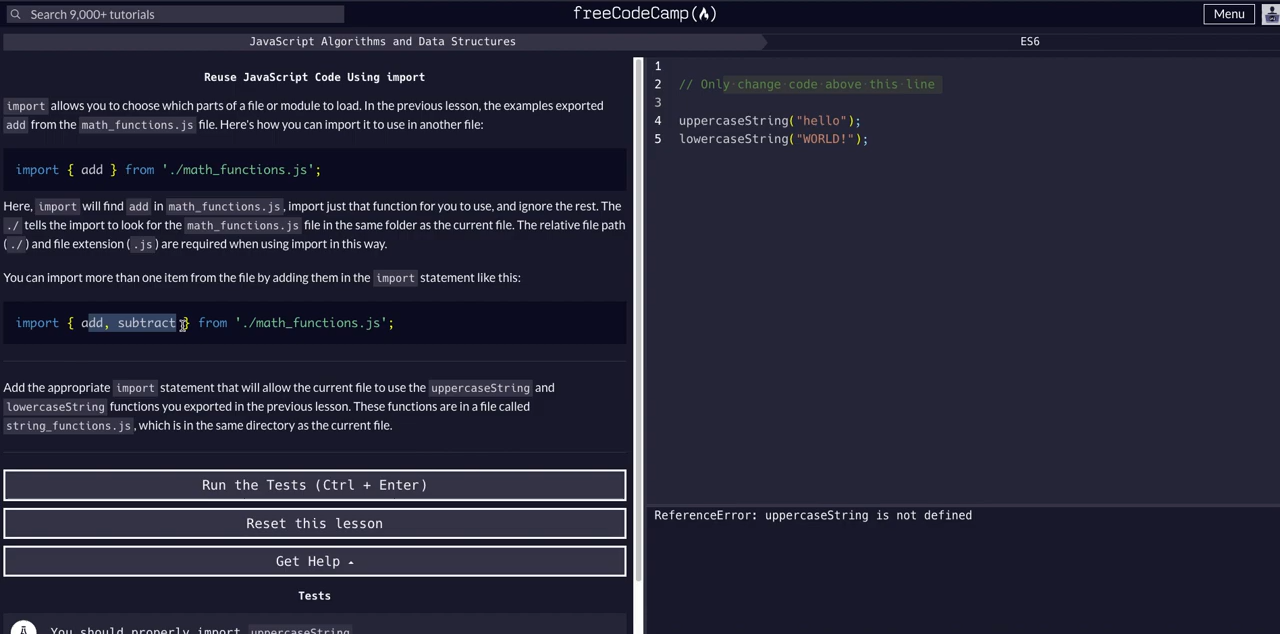 Search 9,000+ tutorials
freeCodeCamp
Menu
JavaScript Algorithms and Data Structures
ES6
Reuse JavaScript Code Using import
import allows you to choose which parts of a file or module to load. In the previous lesson, the examples exported
add from the math_functions.js file. Here's how you can import it to use in another file:
import { add } from './math_functions.js';
Here, import will find add in math_functions.js, import just that function for you to use, and ignore the rest. The
./ tells the import to look for the math_functions.js file in the same folder as the current file. The relative file path
(./) and file extension (.js) are required when using import in this way.
You can import more than one item from the file by adding them in the import statement like this:
import { add, subtract } from './math_functions.js';
Add the appropriate import statement that will allow the current file to use the uppercaseString and
lowercaseString functions you exported in the previous lesson. These functions are in a file called
string_functions.js, which is in the same directory as the current file.
Run the Tests (Ctrl + Enter)
Reset this lesson
Get Help
Tests
You should properly import uppercaseString
1
2 // Only change code above this line
3
4 uppercaseString("hello");
5 lowercaseString("WORLD!");
ReferenceError: uppercaseString is not defined